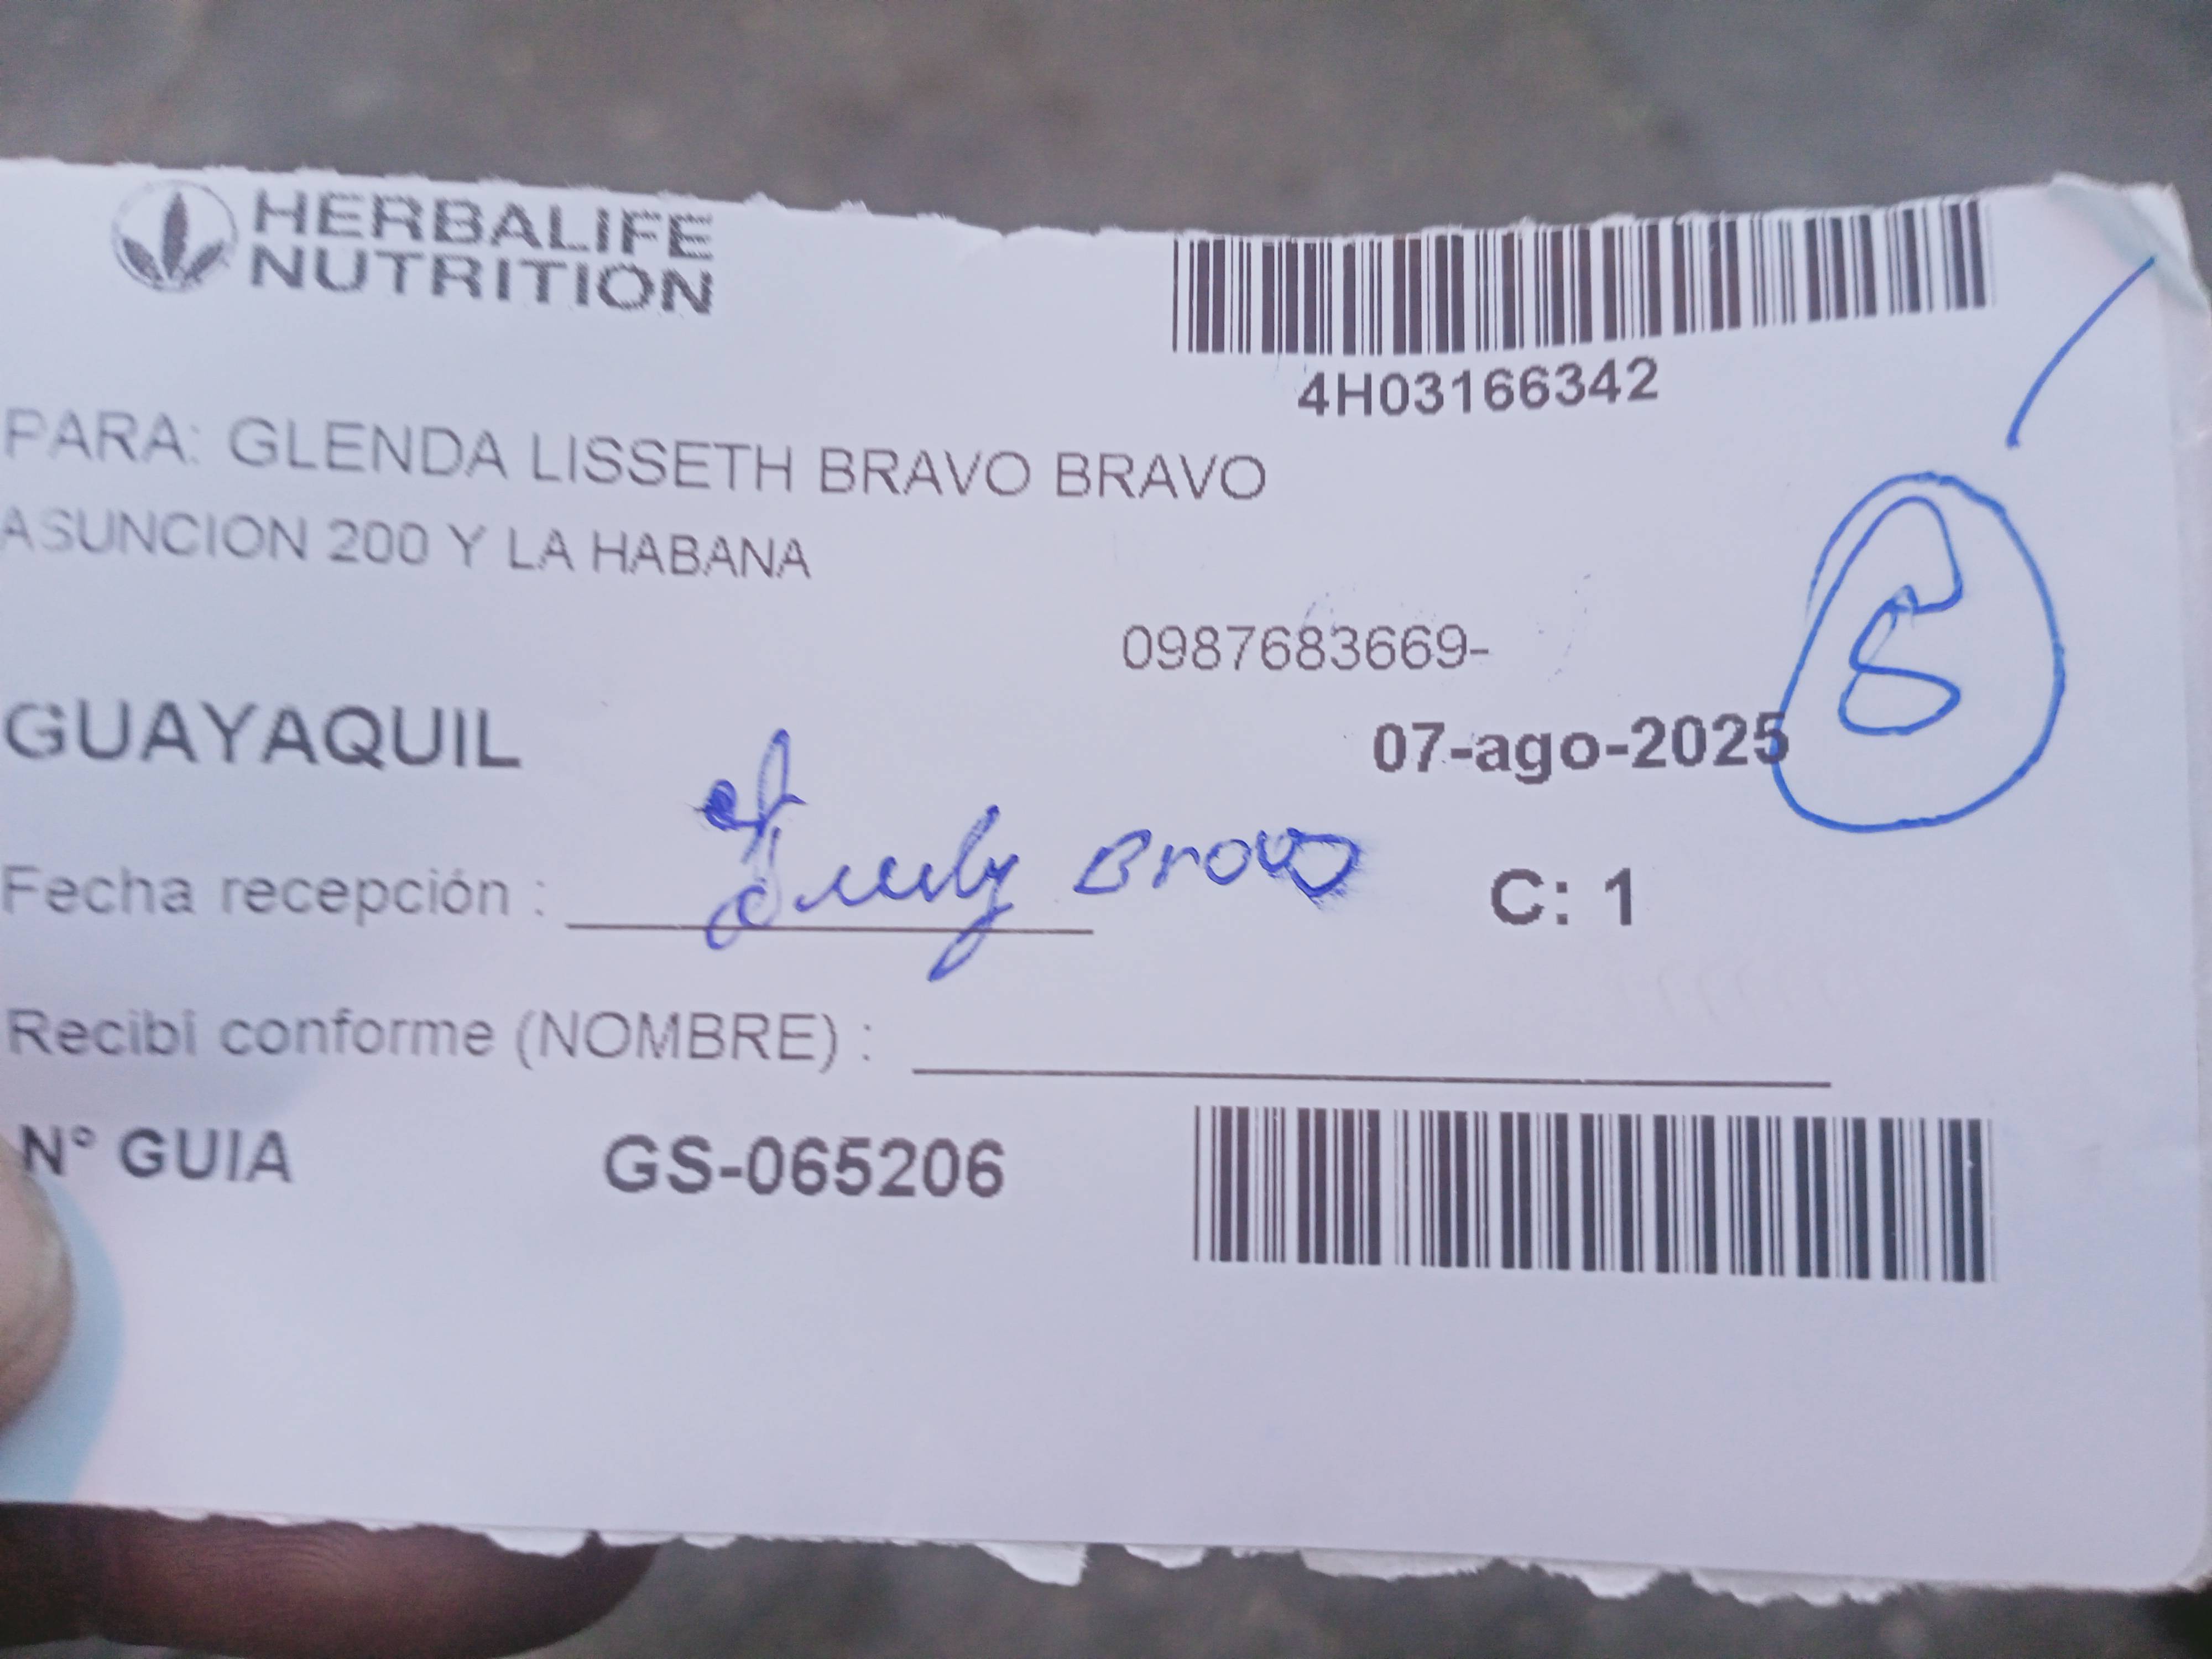 HERBALIFE
NUTRITION
4H03166342
PARA: GLENDA LISSETH BRAVO BRAVO
ASUNCION 200 Y LA HABANA
0987683669-
GUAYAQUIL
07-ago-2025
Fecha recepción :
Bravo
C: 1
Recibi conforme (NOMBRE) :
N° GUIA GS-065206